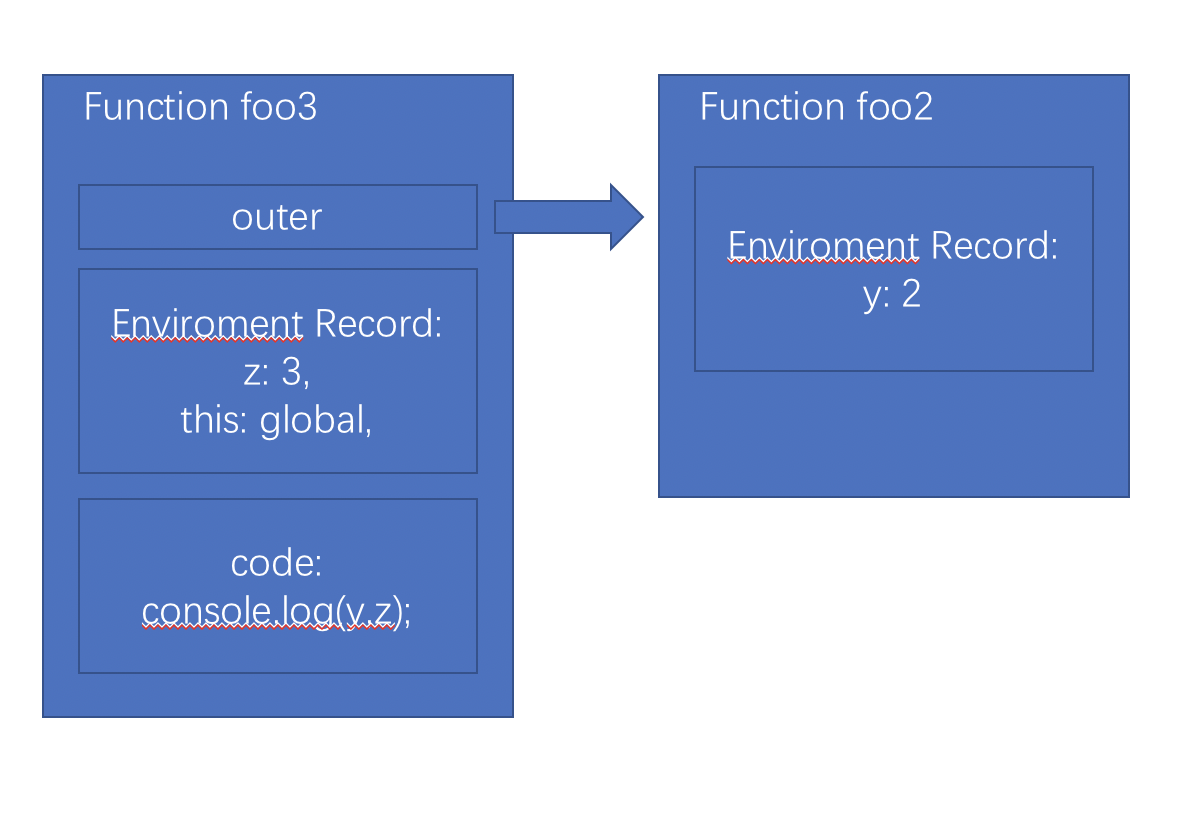 Function foo3
outer
Enviroment Record:
z: 3,
this: global,
code:
console.log(y,z);
Function foo2
Enviroment Record:
y: 2